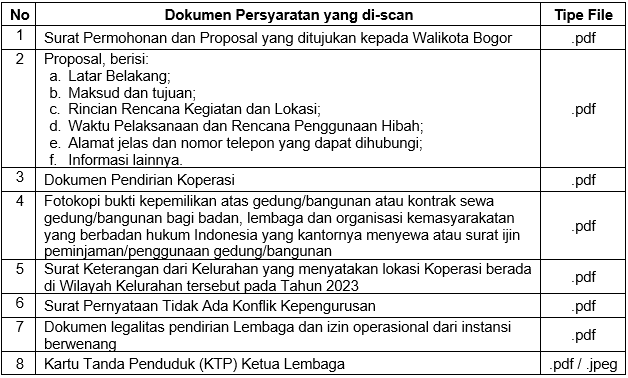 No Dokumen Persyaratan yang di-scan Tipe File
1 Surat Permohonan dan Proposal yang ditujukan kepada Walikota Bogor .pdf
2 Proposal, berisi:
a. Latar Belakang;
b. Maksud dan tujuan;
c. Rincian Rencana Kegiatan dan Lokasi; .pdf
d. Waktu Pelaksanaan dan Rencana Penggunaan Hibah;
e. Alamat jelas dan nomor telepon yang dapat dihubungi;
f. Informasi lainnya.
3 Dokumen Pendirian Koperasi .pdf
4 Fotokopi bukti kepemilikan atas gedung/bangunan atau kontrak sewa
gedung/bangunan bagi badan, lembaga dan organisasi kemasyarakatan
yang berbadan hukum Indonesia yang kantornya menyewa atau surat ijin .pdf
peminjaman/penggunaan gedung/bangunan
5 Surat Keterangan dari Kelurahan yang menyatakan lokasi Koperasi berada .pdf
di Wilayah Kelurahan tersebut pada Tahun 2023
6 Surat Pernyataan Tidak Ada Konflik Kepengurusan .pdf
7 Dokumen legalitas pendirian Lembaga dan izin operasional dari instansi .pdf
berwenang
8 Kartu Tanda Penduduk (KTP) Ketua Lembaga .pdf / .jpeg